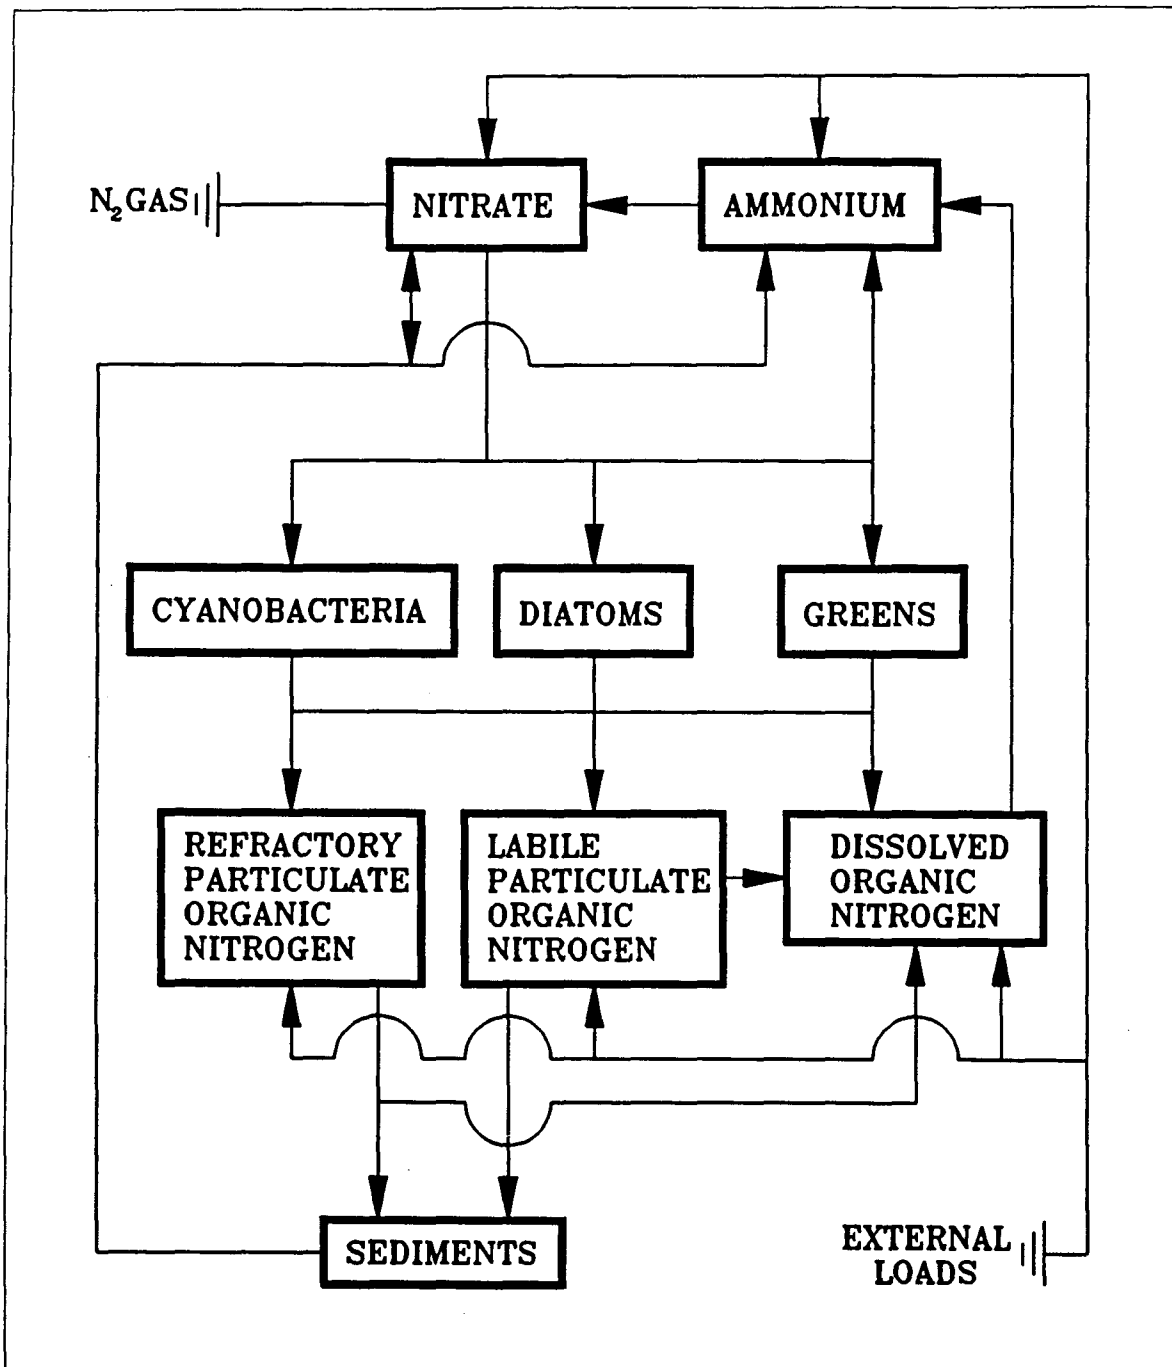 N₂ GAS
NITRATE
AMMONIUM
CYANOBACTERIA
DIATOMS
GREENS
REFRACTORY
PARTICULATE
ORGANIC
NITROGEN
LABILE
PARTICULATE
ORGANIC
NITROGEN
DISSOLVED
ORGANIC
NITROGEN
SEDIMENTS
EXTERNAL
LOADS